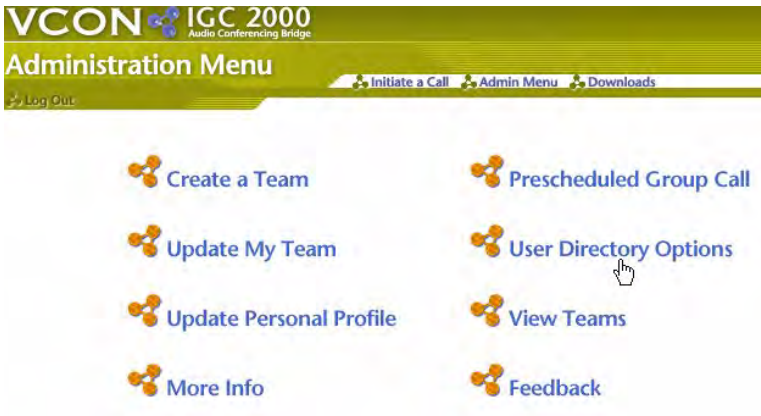 VCON IGC 2000
Audio Conferencing Bridge
Administration Menu
Initiate a Call Admin Menu Downloads
Log Out
Create a Team Prescheduled Group Call
Update My Team User Directory Options
Update Personal Profile View Teams
More Info Feedback